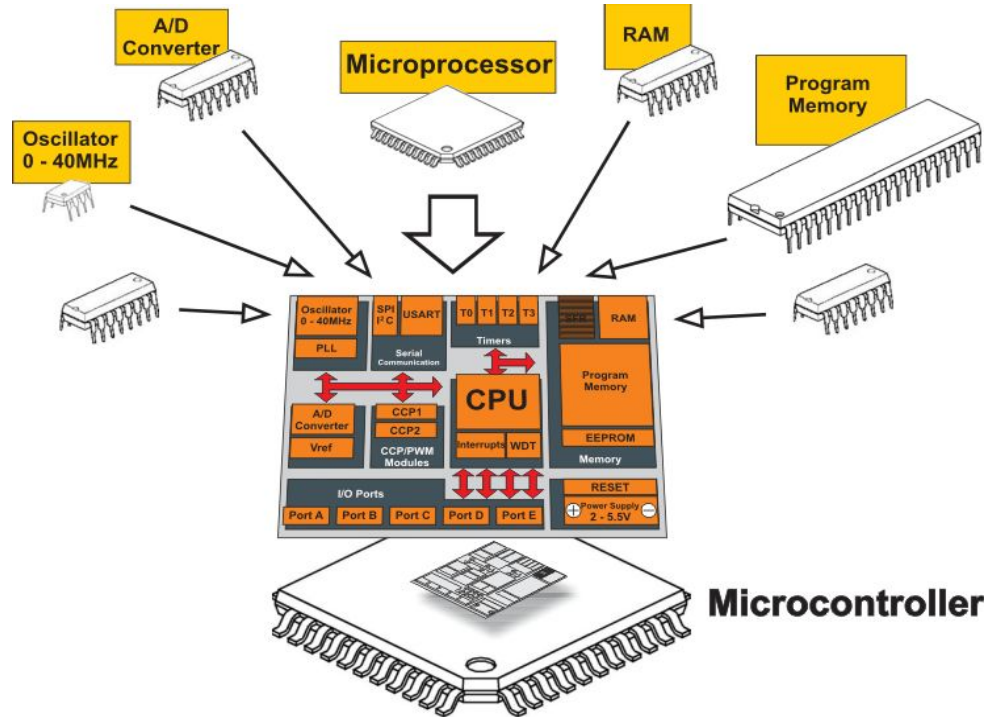 A/D
Converter
Microprocessor
RAM
Program
Memory
Oscillator
0 - 40MHz
Oscillator
0 - 40MHz
PLL
SPI
I²C
USART
Serial
Communication
T0
T1
T2
T3
Timers
SFR
RAM
Program
Memory
EEPROM
Memory
A/D
Converter
Vref
CCP1
CCP2
CCP/PWM
Modules
CPU
Interrupts
WDT
I/O Ports
Port A
Port B
Port C
Port D
Port E
RESET
+ Power Supply −
2 - 5.5V
Microcontroller